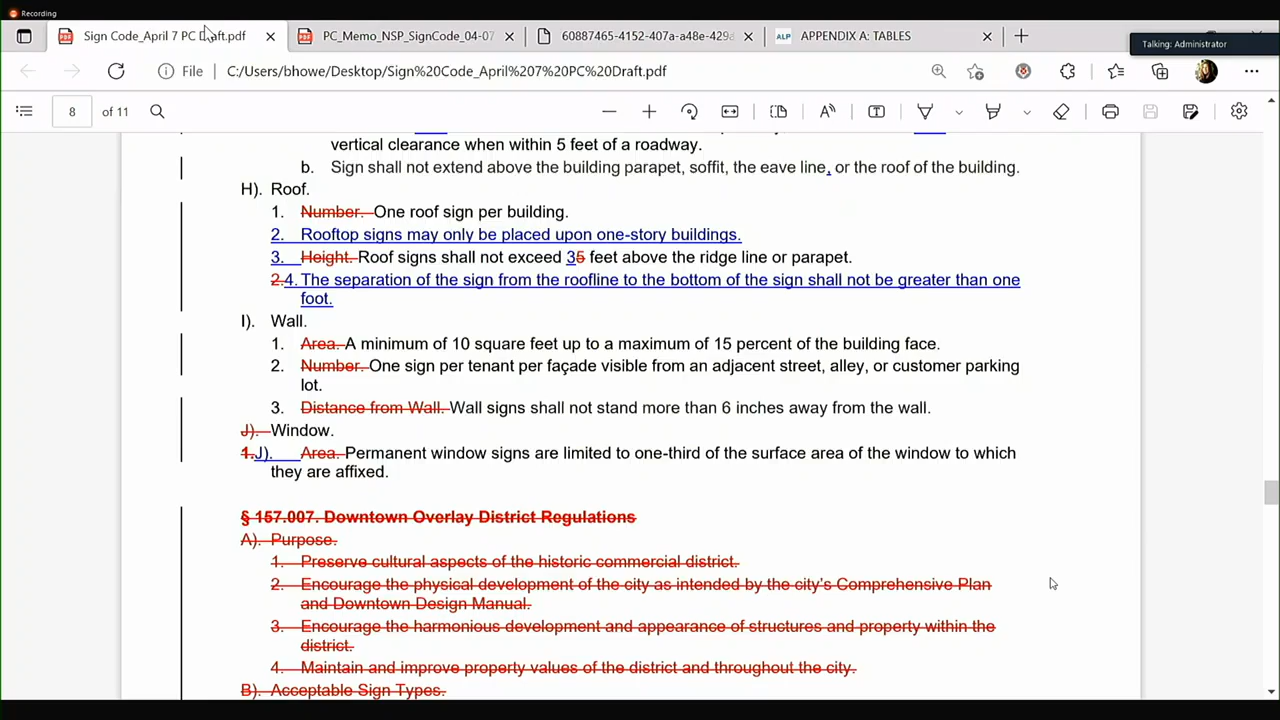 Recording
Sign Code_April 7 PC Draft.pdf
PC_Memo_NSP_SignCode_04-07
60887465-4152-407a-a48e-429a
ALP APPENDIX A: TABLES
Talking: Administrator
File C:/Users/bhowe/Desktop/Sign%20Code_April%207%20PC%20Draft.pdf
8 of 11
vertical clearance when within 5 feet of a roadway.
b. Sign shall not extend above the building parapet, soffit, the eave line, or the roof of the building.
H). Roof.
1. Number. One roof sign per building.
2. Rooftop signs may only be placed upon one-story buildings.
3. Height. Roof signs shall not exceed 35 feet above the ridge line or parapet.
2.4. The separation of the sign from the roofline to the bottom of the sign shall not be greater than one
foot.
I). Wall.
1. Area. A minimum of 10 square feet up to a maximum of 15 percent of the building face.
2. Number. One sign per tenant per façade visible from an adjacent street, alley, or customer parking
lot.
3. Distance from Wall. Wall signs shall not stand more than 6 inches away from the wall.
J). Window.
1.J). Area. Permanent window signs are limited to one-third of the surface area of the window to which
they are affixed.
§ 157.007. Downtown Overlay District Regulations
A). Purpose.
1. Preserve cultural aspects of the historic commercial district.
2. Encourage the physical development of the city as intended by the city's Comprehensive Plan
and Downtown Design Manual.
3. Encourage the harmonious development and appearance of structures and property within the
district.
4. Maintain and improve property values of the district and throughout the city.
B). Acceptable Sign Types.